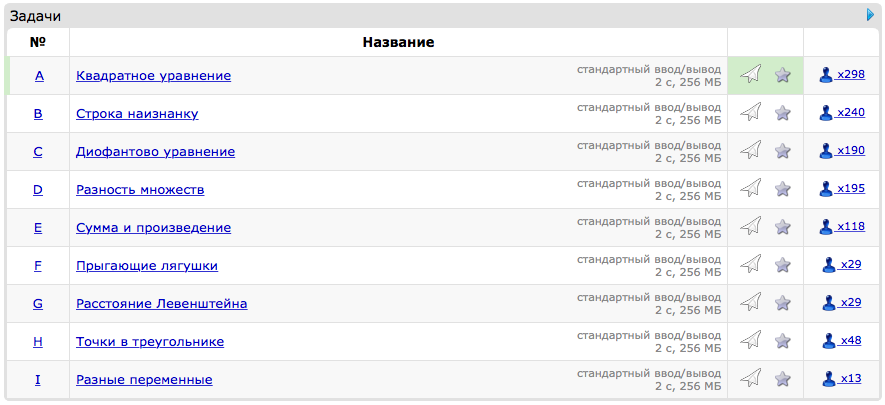 Задачи
№ Название
A Квадратное уравнение стандартный ввод/вывод x298
2 с, 256 МБ
B Строка наизнанку стандартный ввод/вывод x240
2 с, 256 МБ
C Диофантово уравнение стандартный ввод/вывод x190
2 с, 256 МБ
D Разность множеств стандартный ввод/вывод x195
2 с, 256 МБ
E Сумма и произведение стандартный ввод/вывод x118
2 с, 256 МБ
F Прыгающие лягушки стандартный ввод/вывод x29
2 с, 256 МБ
G Расстояние Левенштейна стандартный ввод/вывод x29
2 с, 256 МБ
H Точки в треугольнике стандартный ввод/вывод x48
2 с, 256 МБ
I Разные переменные стандартный ввод/вывод x13
2 с, 256 МБ